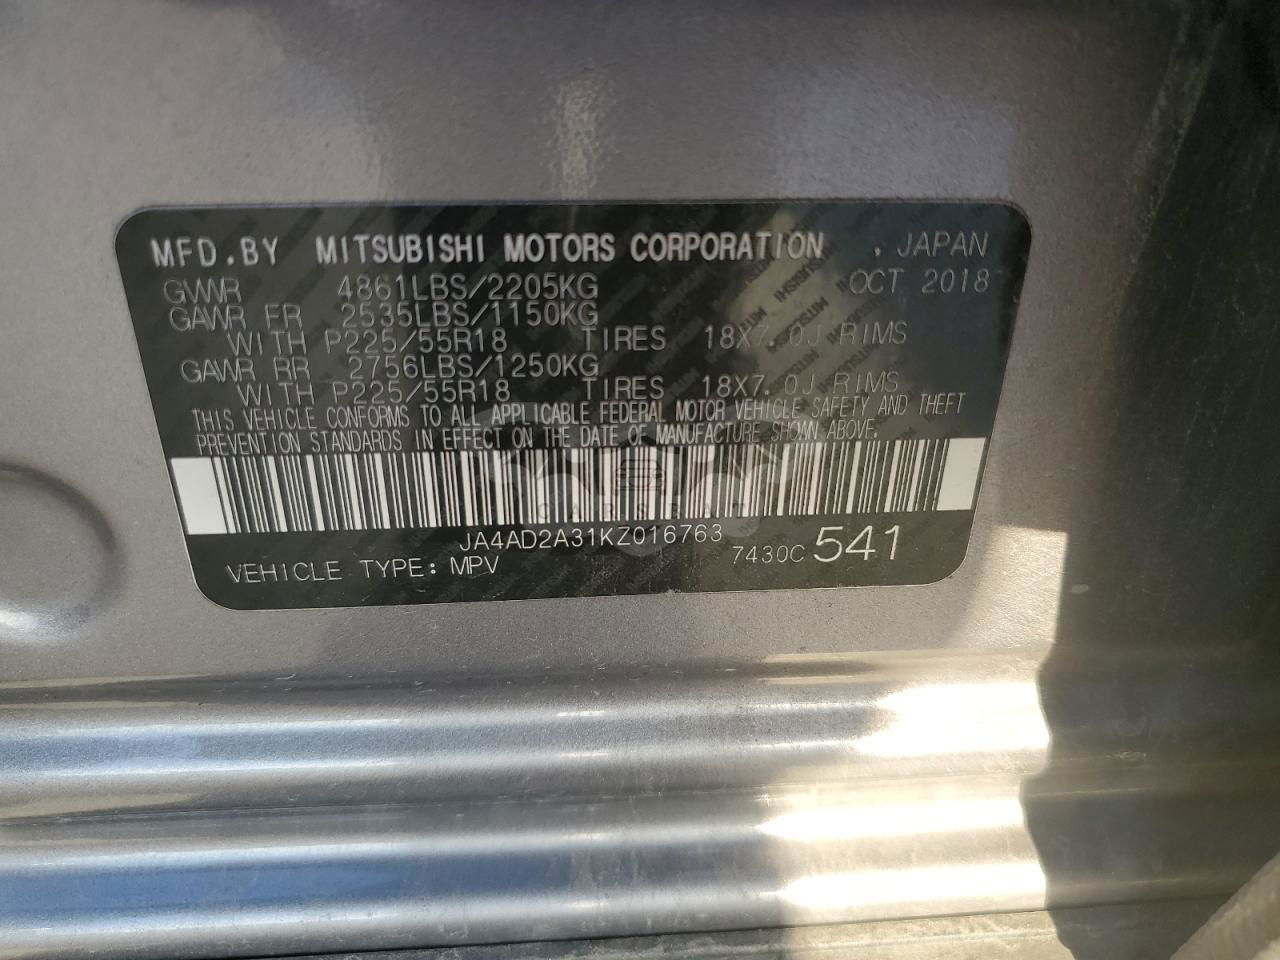 MFD.BY MITSUBISHI MOTORS CORPORATION . JAPAN
GVWR 4861LBS/2205KG OCT 2018
GAWR FR 2535LBS/1150KG
WITH P225/55R18 TIRES 18X7.0J RIMS
GAWR RR 2756LBS/1250KG
WITH P225/55R18 TIRES 18X7.0J RIMS
THIS VEHICLE CONFORMS TO ALL APPLICABLE FEDERAL MOTOR VEHICLE SAFETY AND THEFT
PREVENTION STANDARDS IN EFFECT ON THE DATE OF MANUFACTURE SHOWN ABOVE.
JA4AD2A31KZ016763
VEHICLE TYPE: MPV 7430C 541